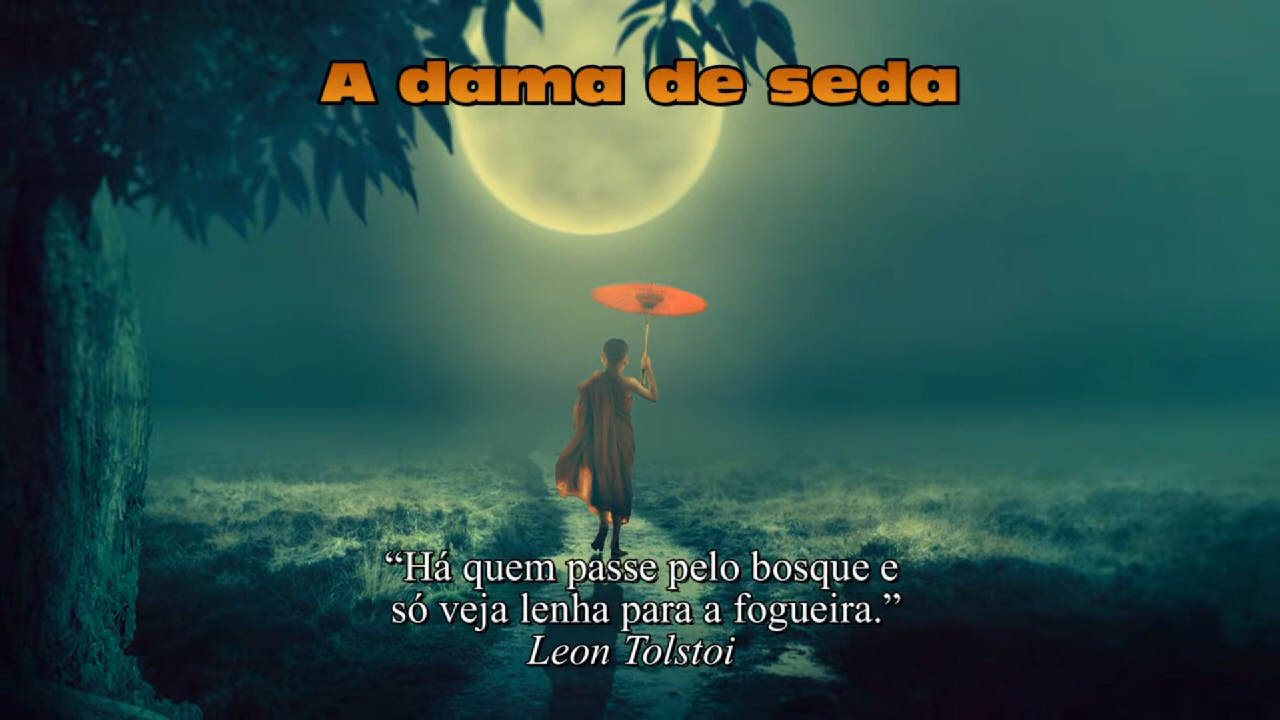 A dama de seda
“Há quem passe pelo bosque e
só veja lenha para a fogueira.”
Leon Tolstoi